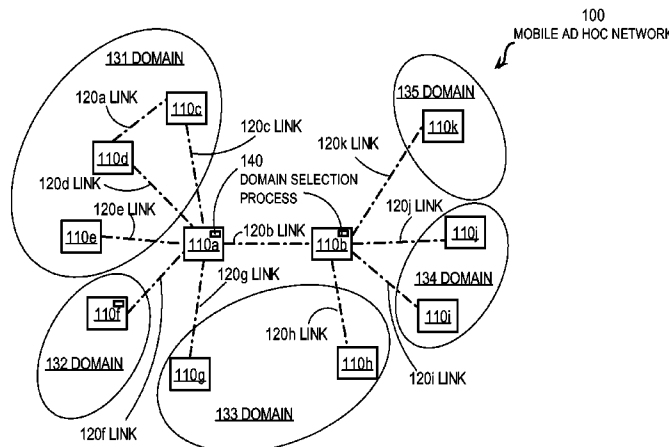 100
MOBILE AD HOC NETWORK
131 DOMAIN
120a LINK
110c
135 DOMAIN
110k
120c LINK
120k LINK
110d
140
DOMAIN SELECTION
PROCESS
120d LINK
120e LINK
120b LINK
120j LINK
110e
110a
110b
110j
120g LINK
134 DOMAIN
110f
120h LINK
110i
132 DOMAIN
110g
110h
120i LINK
133 DOMAIN
120f LINK